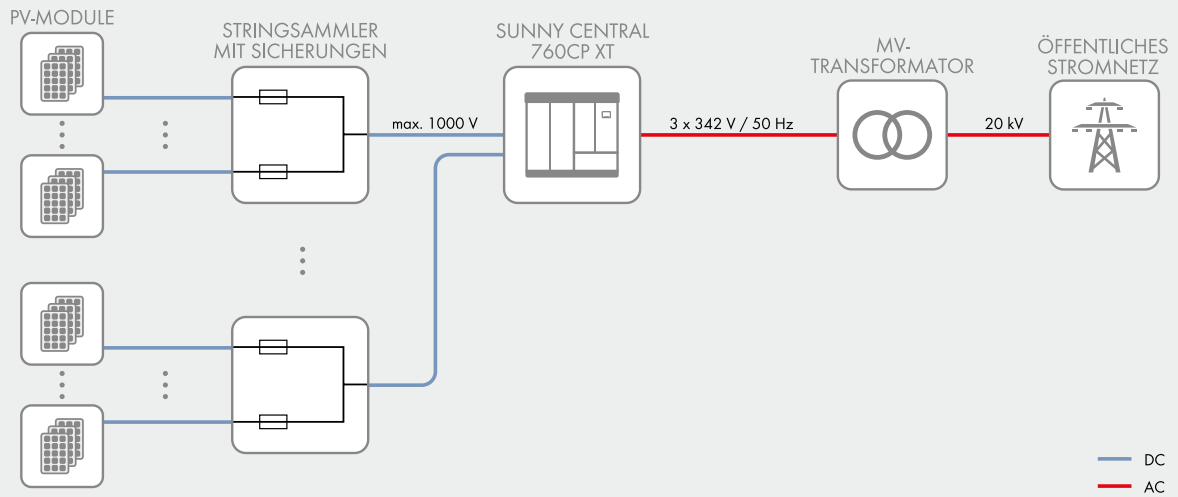 PV-MODULE
STRINGSAMMLER
MIT SICHERUNGEN
SUNNY CENTRAL
760CP XT
MV-
TRANSFORMATOR
ÖFFENTLICHES
STROMNETZ
max. 1000 V
3 x 342 V / 50 Hz
20 kV
DC
AC